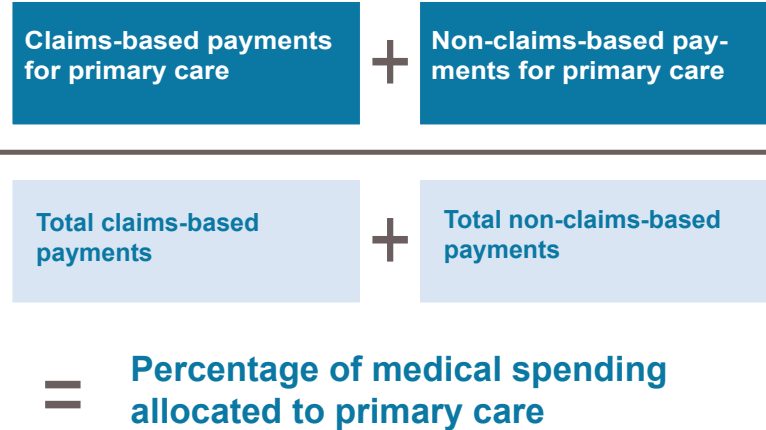 Claims-based payments
for primary care
+
Non-claims-based pay-
ments for primary care
Total claims-based
payments
+
Total non-claims-based
payments
=
Percentage of medical spending
allocated to primary care